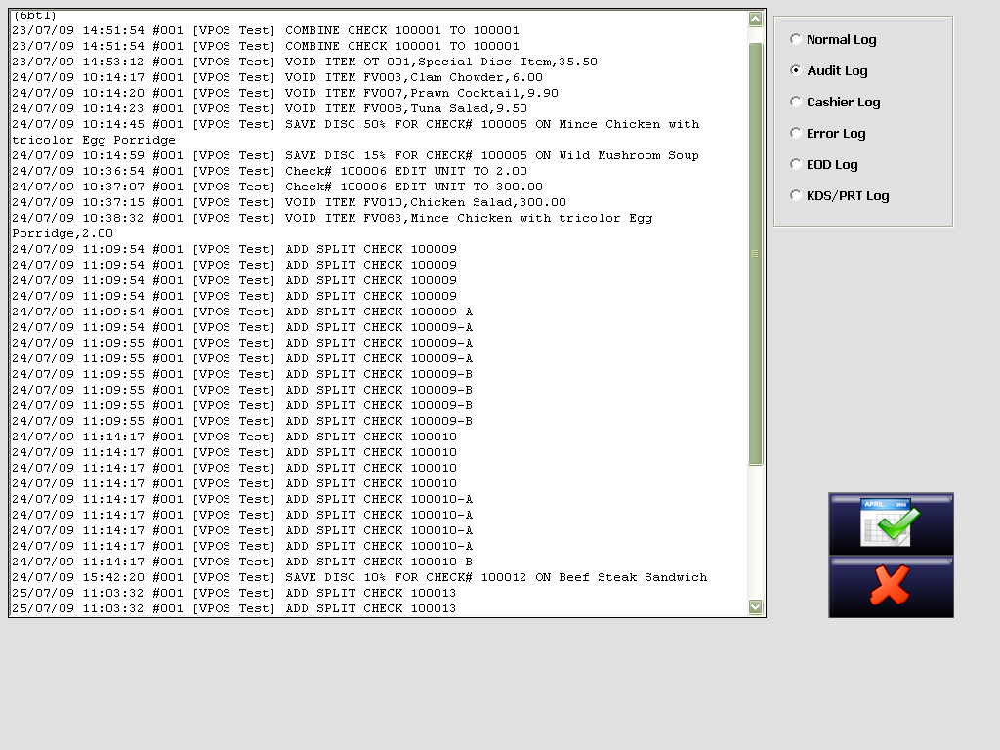 (6btl)
23/07/09 14:51:54 #001 [VPOS Test] COMBINE CHECK 100001 TO 100001
23/07/09 14:51:54 #001 [VPOS Test] COMBINE CHECK 100001 TO 100001
23/07/09 14:53:12 #001 [VPOS Test] VOID ITEM OT-001,Special Disc Item,35.50
24/07/09 10:14:17 #001 [VPOS Test] VOID ITEM FV003,Clam Chowder,6.00
24/07/09 10:14:20 #001 [VPOS Test] VOID ITEM FV007,Prawn Cocktail,9.90
24/07/09 10:14:23 #001 [VPOS Test] VOID ITEM FV008,Tuna Salad,9.50
24/07/09 10:14:45 #001 [VPOS Test] SAVE DISC 50% FOR CHECK# 100005 ON Mince Chicken with
tricolor Egg Porridge
24/07/09 10:14:59 #001 [VPOS Test] SAVE DISC 15% FOR CHECK# 100005 ON Wild Mushroom Soup
24/07/09 10:36:54 #001 [VPOS Test] Check# 100006 EDIT UNIT TO 2.00
24/07/09 10:37:07 #001 [VPOS Test] Check# 100006 EDIT UNIT TO 300.00
24/07/09 10:37:15 #001 [VPOS Test] VOID ITEM FV010,Chicken Salad,300.00
24/07/09 10:38:32 #001 [VPOS Test] VOID ITEM FV083,Mince Chicken with tricolor Egg
Porridge,2.00
24/07/09 11:09:54 #001 [VPOS Test] ADD SPLIT CHECK 100009
24/07/09 11:09:54 #001 [VPOS Test] ADD SPLIT CHECK 100009
24/07/09 11:09:54 #001 [VPOS Test] ADD SPLIT CHECK 100009
24/07/09 11:09:54 #001 [VPOS Test] ADD SPLIT CHECK 100009
24/07/09 11:09:54 #001 [VPOS Test] ADD SPLIT CHECK 100009-A
24/07/09 11:09:54 #001 [VPOS Test] ADD SPLIT CHECK 100009-A
24/07/09 11:09:55 #001 [VPOS Test] ADD SPLIT CHECK 100009-A
24/07/09 11:09:55 #001 [VPOS Test] ADD SPLIT CHECK 100009-A
24/07/09 11:09:55 #001 [VPOS Test] ADD SPLIT CHECK 100009-B
24/07/09 11:09:55 #001 [VPOS Test] ADD SPLIT CHECK 100009-B
24/07/09 11:09:55 #001 [VPOS Test] ADD SPLIT CHECK 100009-B
24/07/09 11:09:55 #001 [VPOS Test] ADD SPLIT CHECK 100009-B
24/07/09 11:14:17 #001 [VPOS Test] ADD SPLIT CHECK 100010
24/07/09 11:14:17 #001 [VPOS Test] ADD SPLIT CHECK 100010
24/07/09 11:14:17 #001 [VPOS Test] ADD SPLIT CHECK 100010
24/07/09 11:14:17 #001 [VPOS Test] ADD SPLIT CHECK 100010
24/07/09 11:14:17 #001 [VPOS Test] ADD SPLIT CHECK 100010-A
24/07/09 11:14:17 #001 [VPOS Test] ADD SPLIT CHECK 100010-A
24/07/09 11:14:17 #001 [VPOS Test] ADD SPLIT CHECK 100010-A
24/07/09 11:14:17 #001 [VPOS Test] ADD SPLIT CHECK 100010-A
24/07/09 11:14:17 #001 [VPOS Test] ADD SPLIT CHECK 100010-B
24/07/09 15:42:20 #001 [VPOS Test] SAVE DISC 10% FOR CHECK# 100012 ON Beef Steak Sandwich
25/07/09 11:03:32 #001 [VPOS Test] ADD SPLIT CHECK 100013
25/07/09 11:03:32 #001 [VPOS Test] ADD SPLIT CHECK 100013
Normal Log
Audit Log
Cashier Log
Error Log
EOD Log
KDS/PRT Log
APRIL